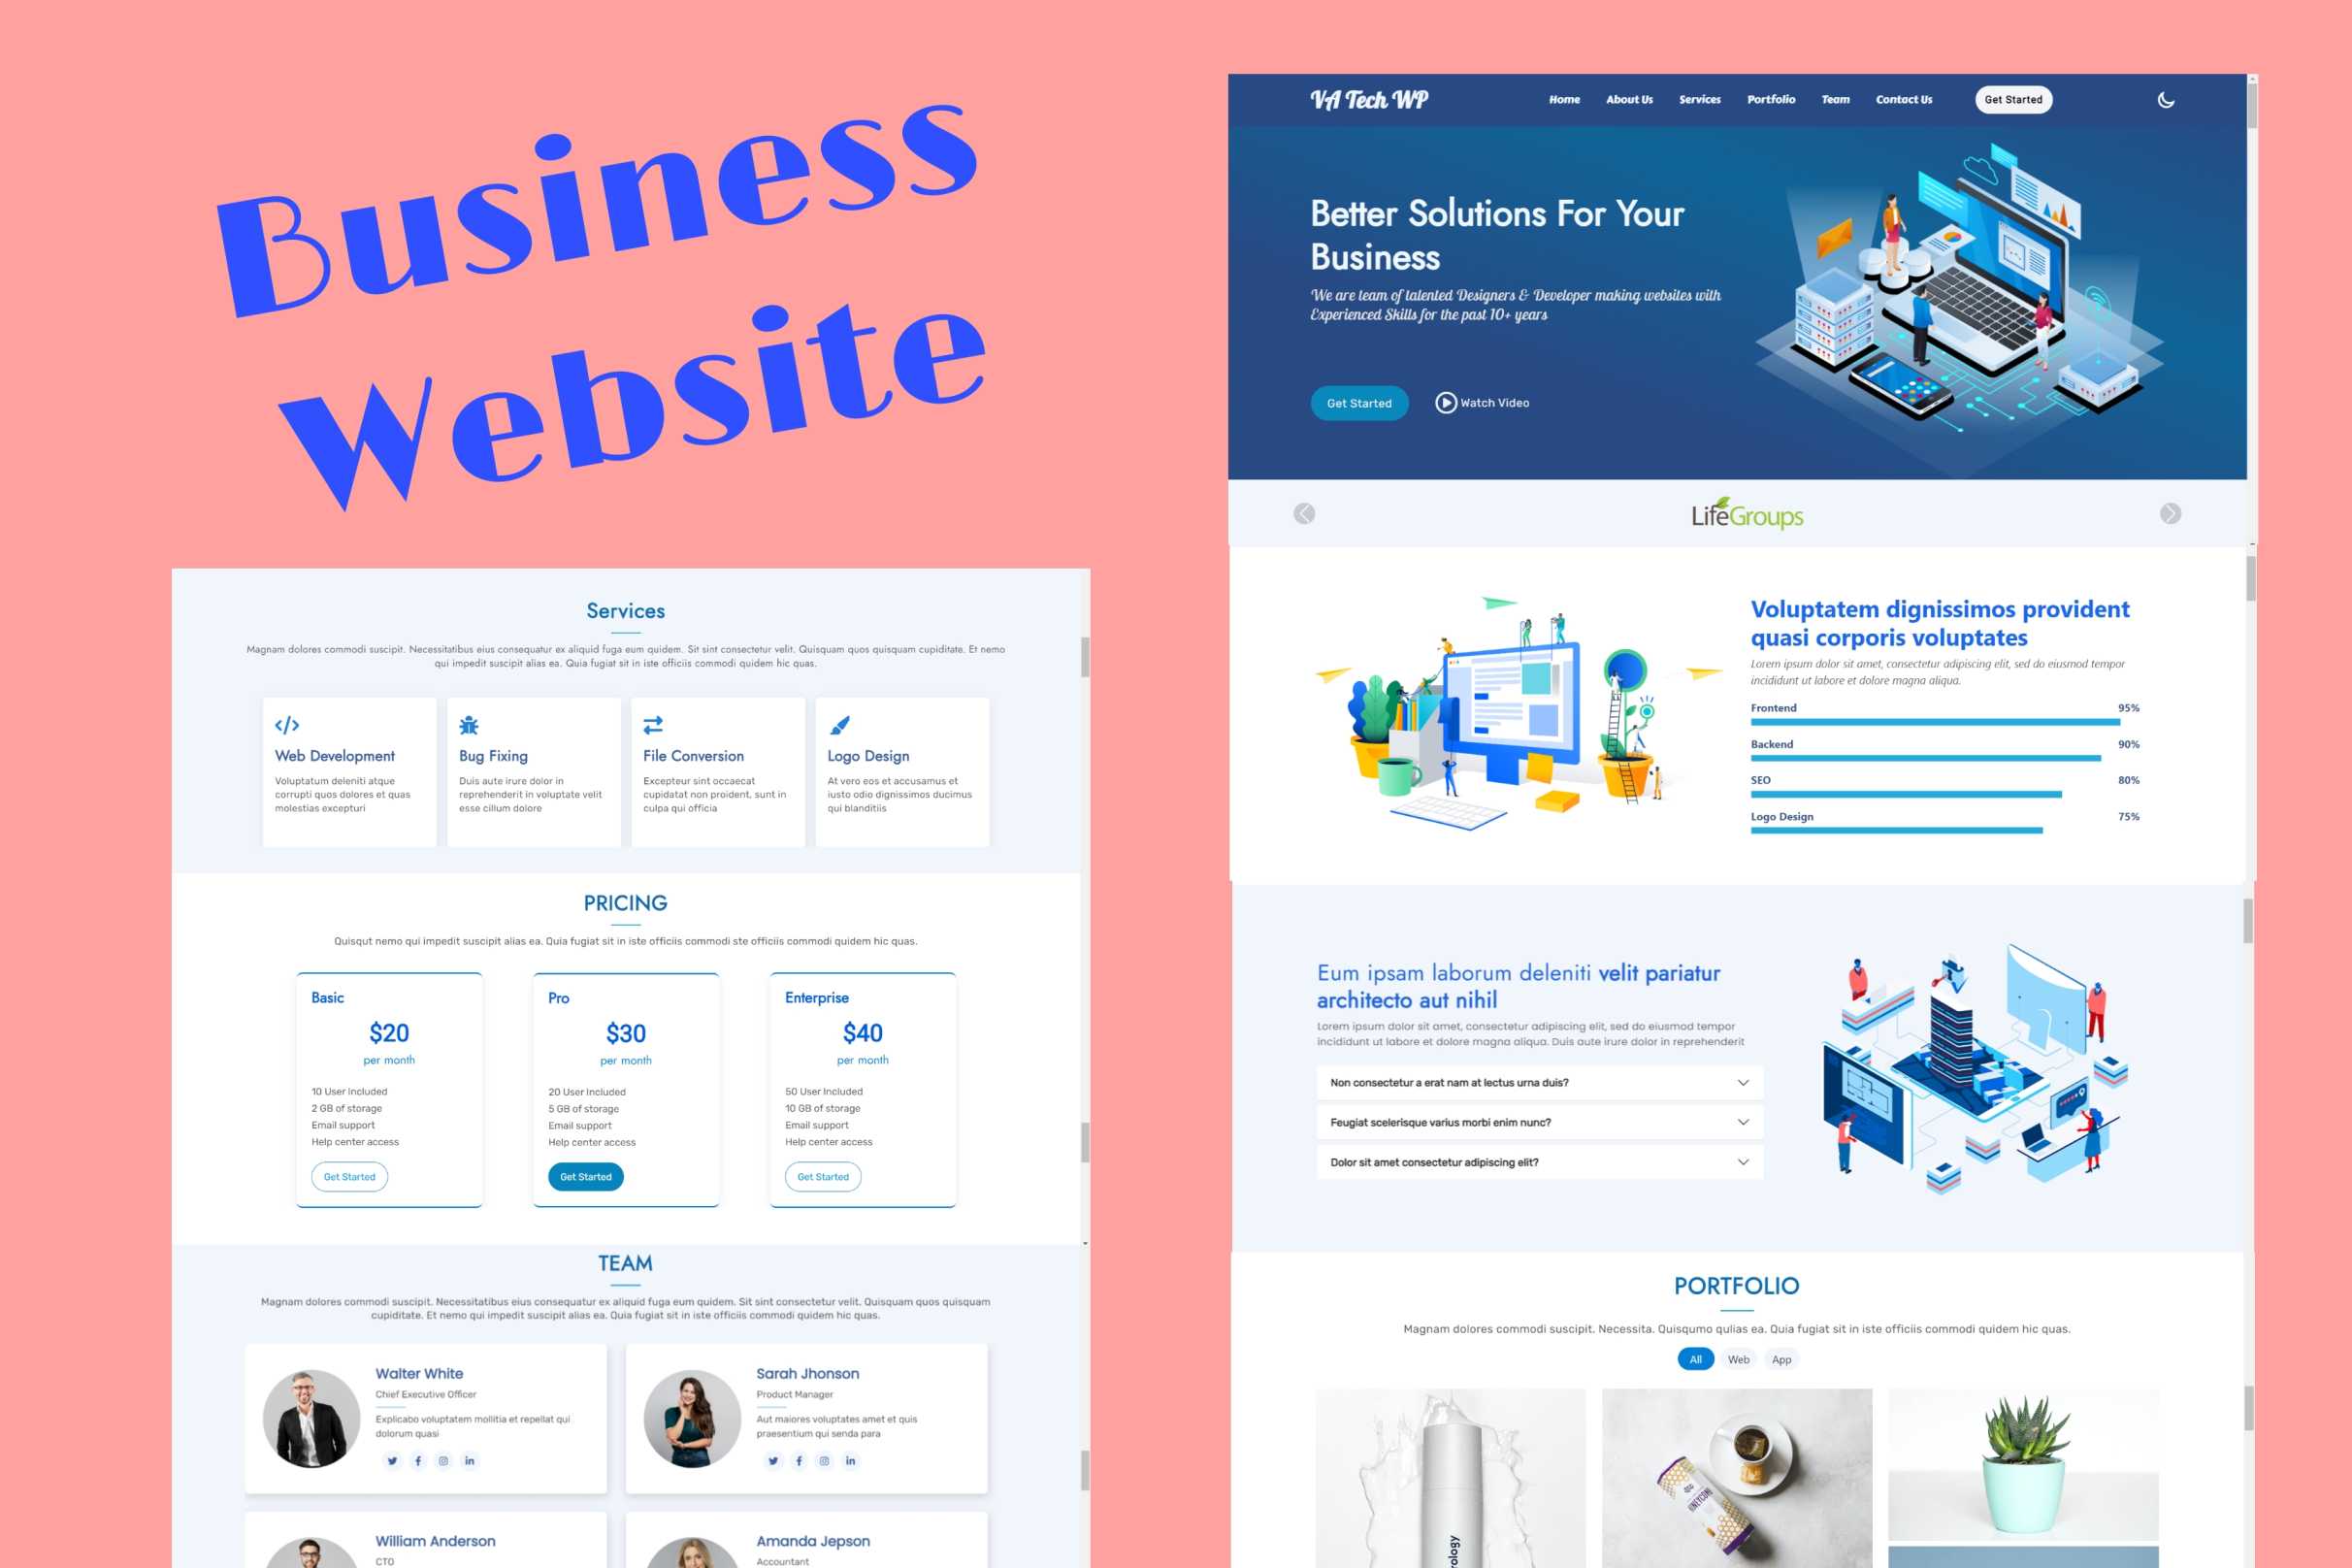 Business
Website
Services
Magnam dolores commodi suscipit. Necessitatibus eius consequatur ex aliquid fuga eum quidem. Sit sint consectetur velit. Quisquam quos quisquam cupiditate. Et nemo
qui impedit suscipit alias ea. Quia fugiat sit in iste officiis commodi quidem hic quas.
Web Development
Voluptatum deleniti atque
corrupti quos dolores et quas
molestias excepturi
Bug Fixing
Duis aute irure dolor in
reprehenderit in voluptate velit
esse cillum dolore
File Conversion
Excepteur sint occaecat
cupidatat non proident, sunt in
culpa qui officia
Logo Design
At vero eos et accusamus et
iusto odio dignissimos ducimus
qui blanditiis
PRICING
Quisqut nemo qui impedit suscipit alias ea. Quia fugiat sit in iste officiis commodi ste officiis commodi quidem hic quas.
Basic
$20
per month
10 User Included
2 GB of storage
Email support
Help center access
Get Started
Pro
$30
per month
20 User Included
5 GB of storage
Email support
Help center access
Get Started
Enterprise
$40
per month
50 User Included
10 GB of storage
Email support
Help center access
Get Started
TEAM
Magnam dolores commodi suscipit. Necessitatibus eius consequatur ex aliquid fuga eum quidem. Sit sint consectetur velit. Quisquam quos quisquam
cupiditate. Et nemo qui impedit suscipit alias ea. Quia fugiat sit in iste officiis commodi quidem hic quas.
Walter White
Chief Executive Officer
Explicabo voluptatem mollitia et repellat qui
dolorum quasi
Sarah Jhonson
Product Manager
Aut maiores voluptates amet et quis
praesentium qui senda para
William Anderson
CTO
Amanda Jepson
Accountant
VA Tech WP
Home About Us Services Portfolio Team Contact Us Get Started
Better Solutions For Your
Business
We are team of talented Designers & Developer making websites with
Experienced Skills for the past 10+ years
Get Started Watch Video
LifeGroups
Voluptatem dignissimos provident
quasi corporis voluptates
Lorem ipsum dolor sit amet, consectetur adipiscing elit, sed do eiusmod tempor
incididunt ut labore et dolore magna aliqua.
Frontend 95%
Backend 90%
SEO 80%
Logo Design 75%
Eum ipsam laborum deleniti velit pariatur
architecto aut nihil
Lorem ipsum dolor sit amet, consectetur adipiscing elit, sed do eiusmod tempor
incididunt ut labore et dolore magna aliqua. Duis aute irure dolor in reprehenderit
Non consectetur a erat nam at lectus urna duis?
Feugiat scelerisque varius morbi enim nunc?
Dolor sit amet consectetur adipiscing elit?
PORTFOLIO
Magnam dolores commodi suscipit. Necessita. Quisqumo qulias ea. Quia fugiat sit in iste officiis commodi quidem hic quas.
All Web App
rology